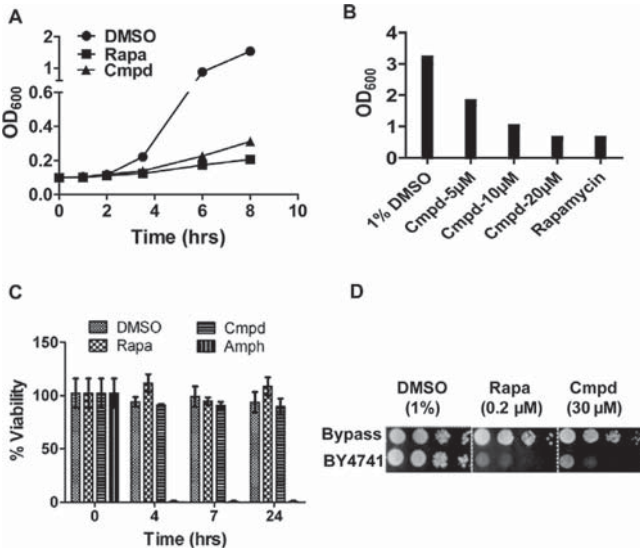 A
DMSO
Rapa
Cmpd
OD600
2
1
0.6
0.4
0.2
0.0
0 2 4 6 8 10
Time (hrs)
B
OD600
4
3
2
1
0
1% DMSO
Cmpd-5μM
Cmpd-10μM
Cmpd-20μM
Rapamycin
C
DMSO
Rapa
Cmpd
Amph
% Viability
150
100
50
0
0 4 7 24
Time (hrs)
D
DMSO (1%)
Rapa (0.2 μM)
Cmpd (30 μM)
Bypass
BY4741